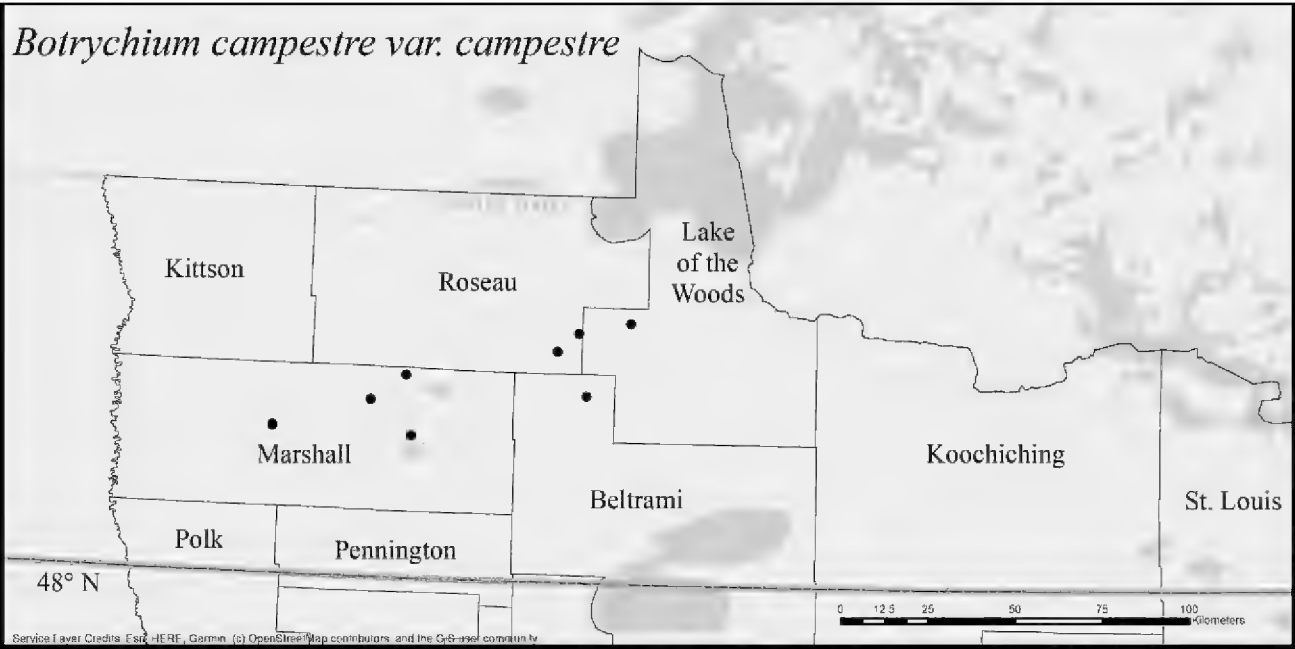 Botrychium campestre var. campestre
Kittson
Roseau
Lake
of the
Woods
Marshall
Koochiching
Beltrami
St. Louis
Polk
Pennington
48° N
0 12.5 25 50 75 100
Kilometers
Service Layer Credits: Esri, HERE, Garmin, (c) OpenStreetMap contributors, and the GIS user community